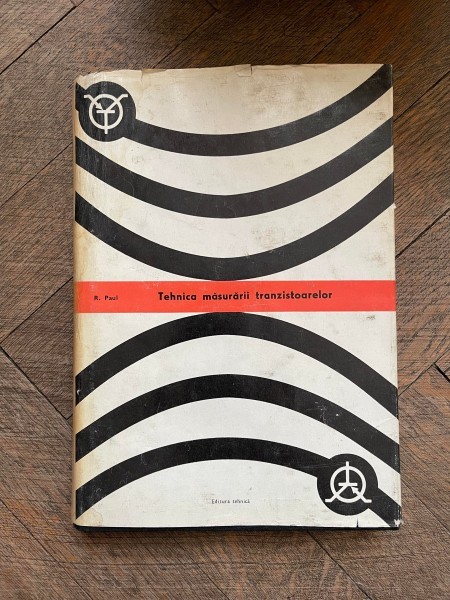 R. Paul Tehnica măsurării tranzistoarelor
Editura tehnică